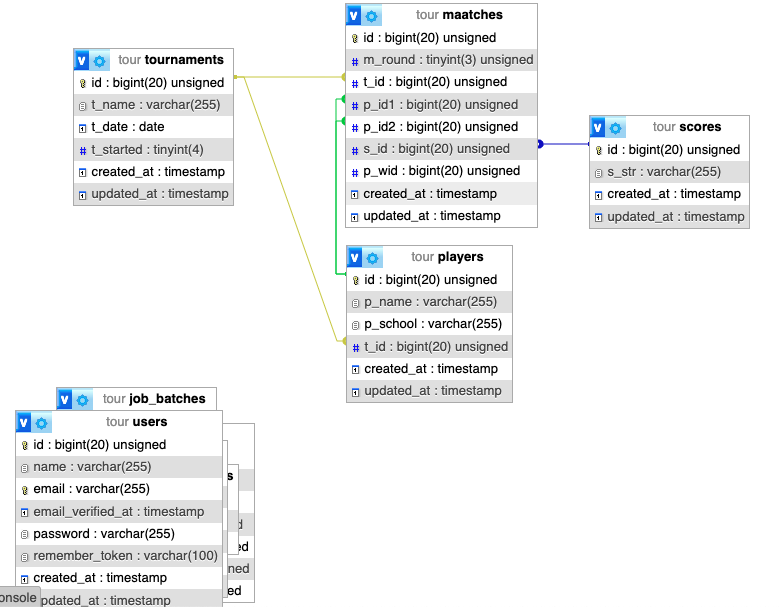 tour tournaments
id : bigint(20) unsigned
t_name : varchar(255)
t_date : date
t_started : tinyint(4)
created_at : timestamp
updated_at : timestamp
tour maatches
id : bigint(20) unsigned
m_round : tinyint(3) unsigned
t_id : bigint(20) unsigned
p_id1 : bigint(20) unsigned
p_id2 : bigint(20) unsigned
s_id : bigint(20) unsigned
p_wid : bigint(20) unsigned
created_at : timestamp
updated_at : timestamp
tour scores
id : bigint(20) unsigned
s_str : varchar(255)
created_at : timestamp
updated_at : timestamp
tour players
id : bigint(20) unsigned
p_name : varchar(255)
p_school : varchar(255)
t_id : bigint(20) unsigned
created_at : timestamp
updated_at : timestamp
tour job_batches
tour users
id : bigint(20) unsigned
name : varchar(255)
email : varchar(255)
email_verified_at : timestamp
password : varchar(255)
remember_token : varchar(100)
created_at : timestamp
pdated_at : timestamp
s
d
ed
ned
ed
onsole